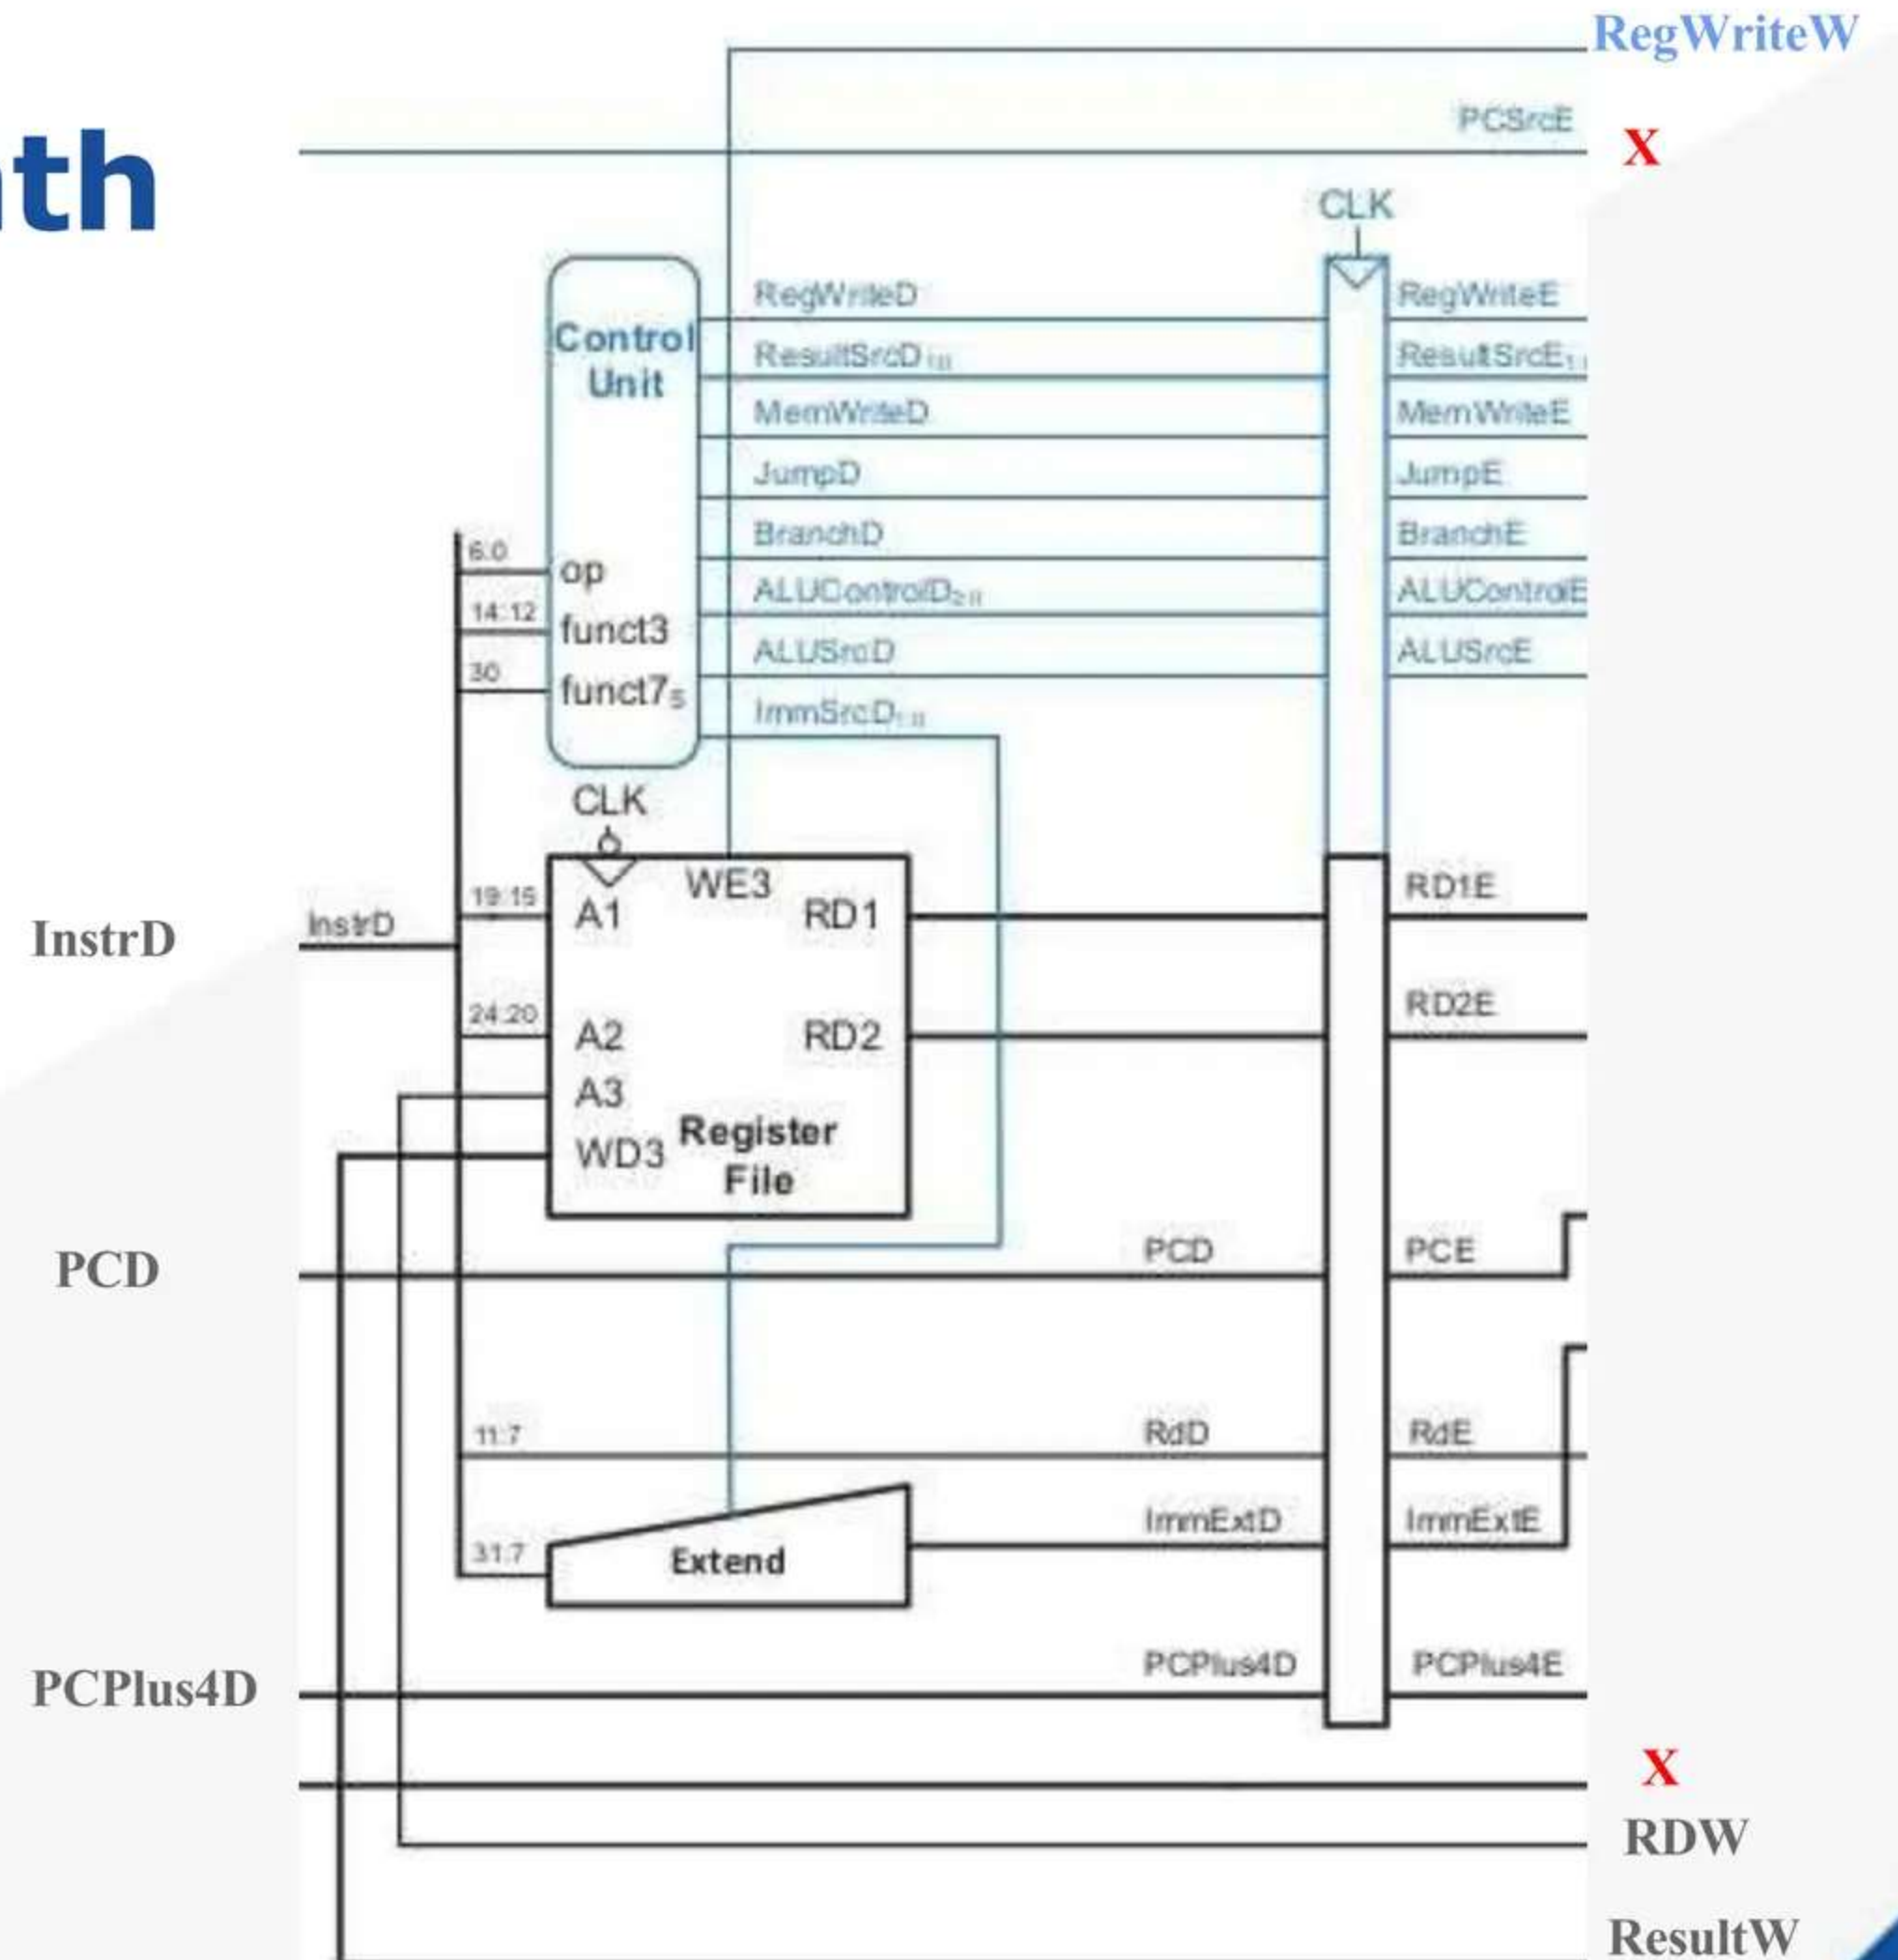 RegWriteW
PCSrcE
X
th
CLK
RegWriteD
RegWriteE
Control
Unit
ResultSrcD
ResultSrcE
MemWriteD
MemWriteE
JumpD
JumpE
BranchD
BranchE
6:0
op
ALUControlD
ALUControlE
14:12
funct3
ALUSrcD
ALUSrcE
30
funct7₅
ImmSrcD
CLK
WE3
19:15
A1
RD1
RD1E
InstrD
InstrD
24:20
A2
RD2
RD2E
A3
Register
File
WD3
PCD
PCD
PCE
11:7
RdD
RdE
ImmExtD
ImmExtE
31:7
Extend
PCPlus4D
PCPlus4D
PCPlus4E
X
RDW
ResultW